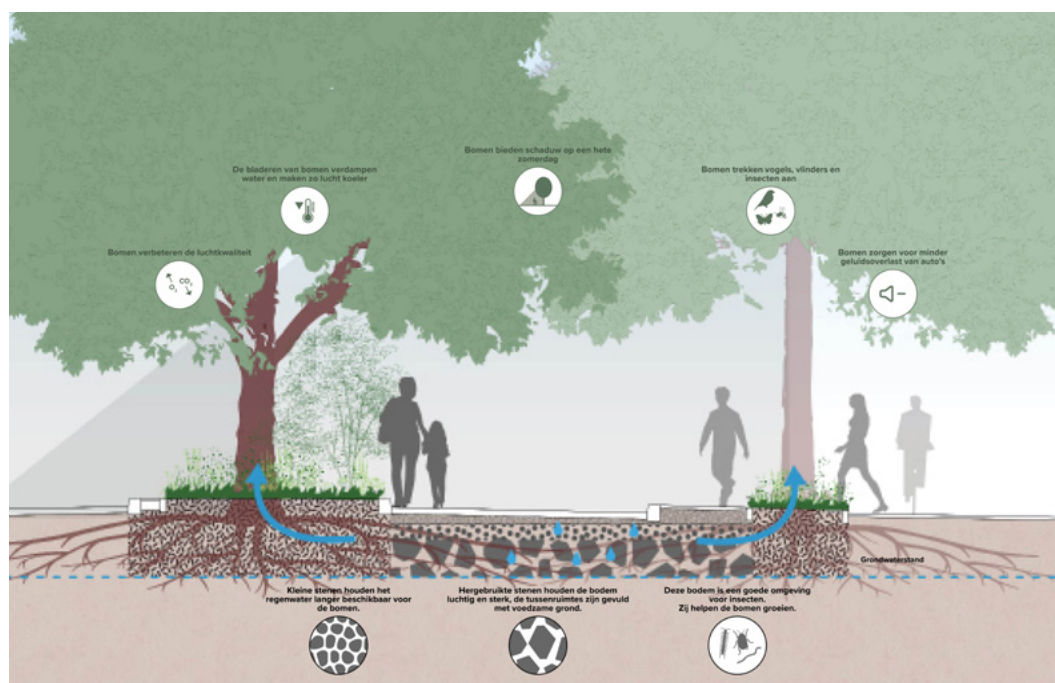 Bomen bieden schaduw op een hete
zomerdag
De bladeren van bomen verdampen
water en maken zo lucht koeler
Bomen trekken vogels, vlinders en
insecten aan
Bomen verbeteren de luchtkwaliteit
Bomen zorgen voor minder
geluidsoverlast van auto's
O₂ CO₂
Grondwaterstand
Kleine stenen houden het
regenwater langer beschikbaar voor
de bomen.
Hergebruikte stenen houden de bodem
luchtig en sterk, de tussenruimtes zijn gevuld
met voedzame grond.
Deze bodem is een goede omgeving
voor insecten.
Zij helpen de bomen groeien.